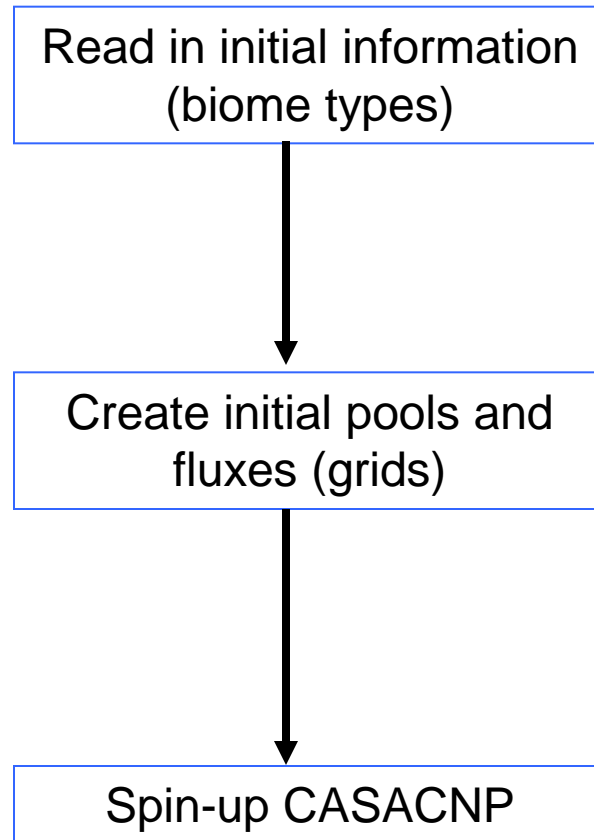 Read in initial information
(biome types)
Create initial pools and
fluxes (grids)
Spin-up CASACNP